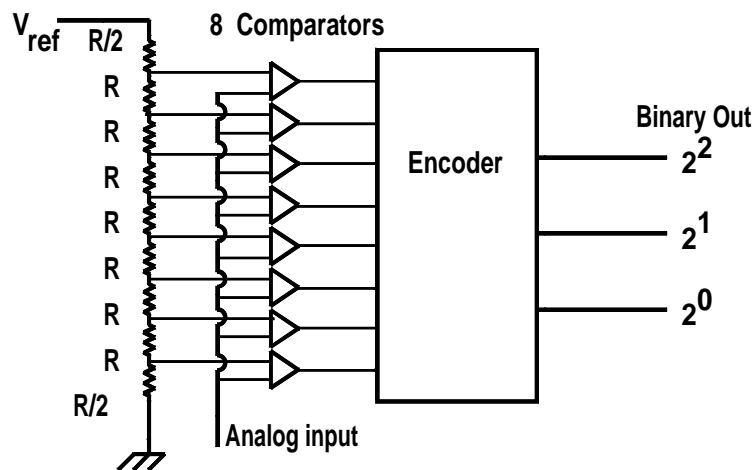 V_ref
R/2
8 Comparators
R
R
R
R
R
R
R
R/2
Encoder
Binary Out
2^2
2^1
2^0
Analog input